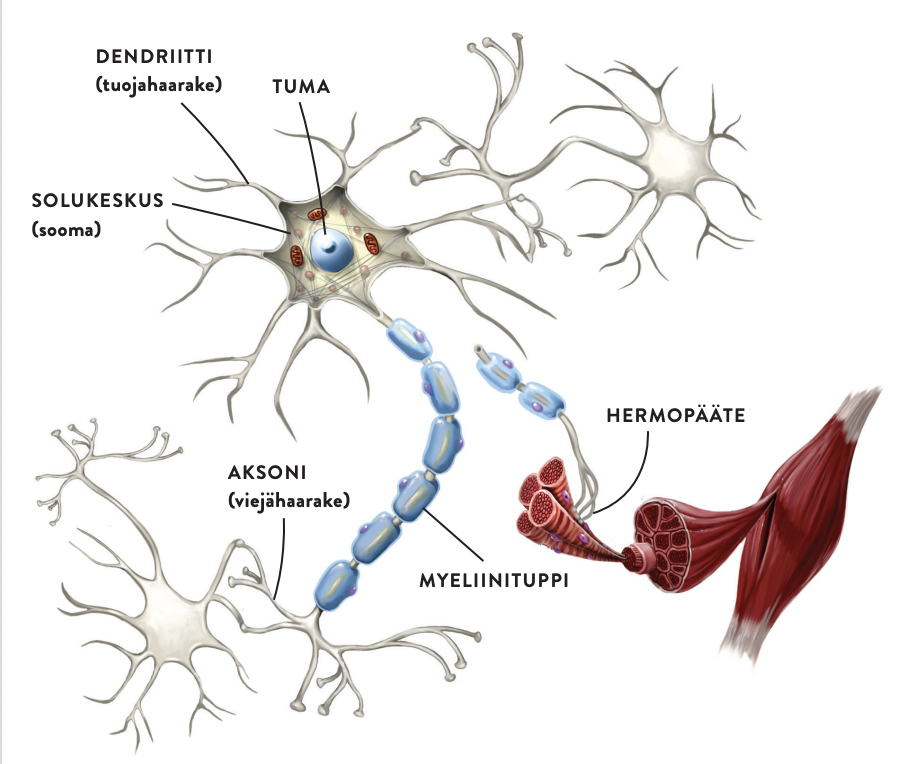 DENDRIITTI
(tuojahaarake)
TUMA
SOLUKESKUS
(sooma)
HERMOPÄÄTE
AKSONI
(viejähaarake)
MYELIINITUPPI